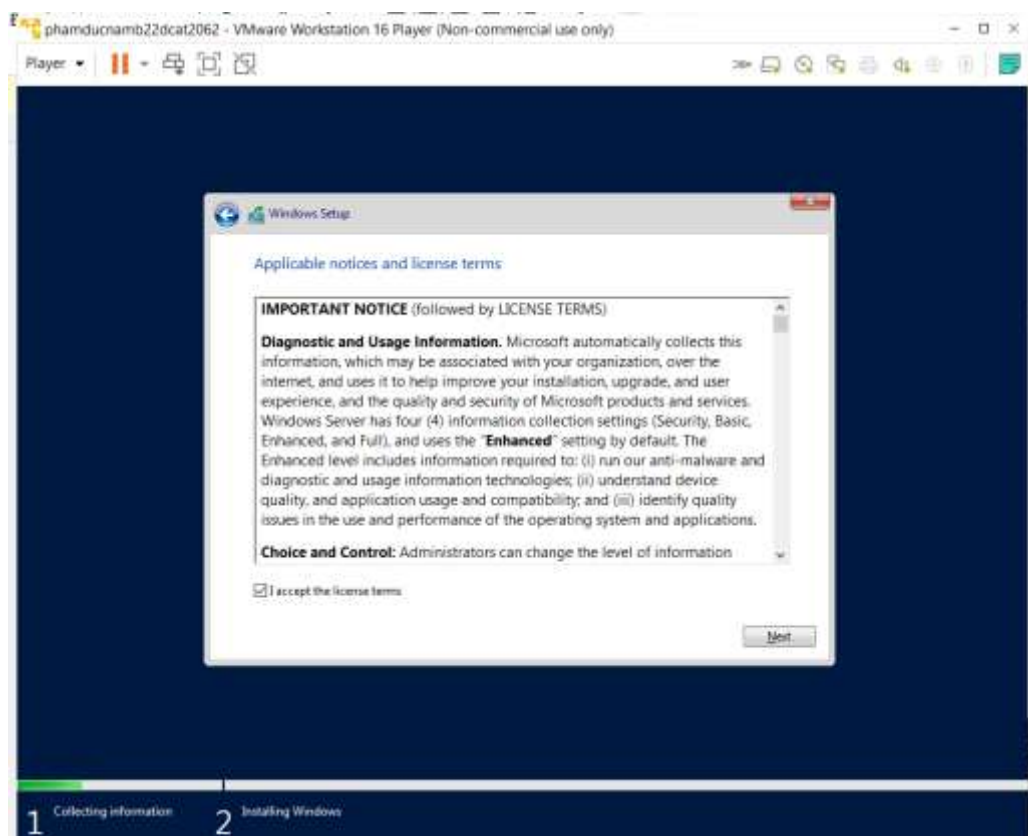 phamducnamb22dcat2062 - VMware Workstation 16 Player (Non-commercial use only)
Player
Windows Setup
Applicable notices and license terms
IMPORTANT NOTICE (followed by LICENSE TERMS)
Diagnostic and Usage Information. Microsoft automatically collects this
information, which may be associated with your organization, over the
internet, and uses it to help improve your installation, upgrade, and user
experience, and the quality and security of Microsoft products and services.
Windows Server has four (4) information collection settings (Security, Basic,
Enhanced, and Full), and uses the "Enhanced" setting by default. The
Enhanced level includes information required to: (i) run our anti-malware and
diagnostic and usage information technologies; (ii) understand device
quality, and application usage and compatibility; and (iii) identify quality
issues in the use and performance of the operating system and applications.
Choice and Control: Administrators can change the level of information
I accept the license terms
Next
1 Collecting information 2 Installing Windows